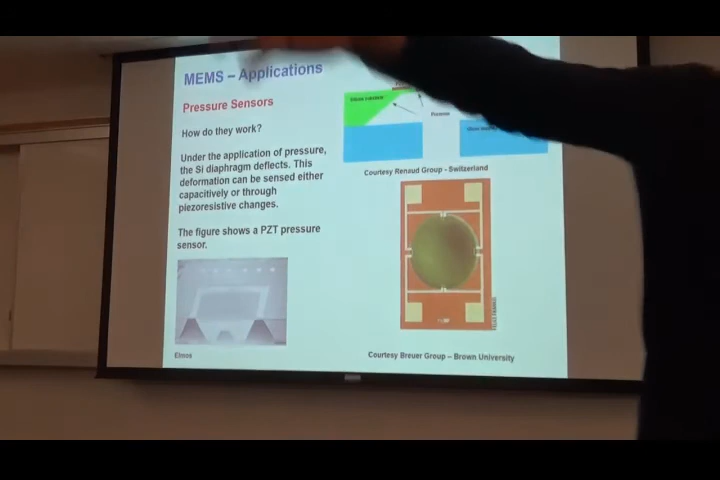 MEMS – Applications
Pressure Sensors
How do they work?
Under the application of pressure,
the Si diaphragm deflects. This
deformation can be sensed either
capacitively or through
piezoresistive changes.
The figure shows a PZT pressure
sensor.
Elmos
Silicon substrate
Courtesy Renaud Group - Switzerland
Courtesy Breuer Group – Brown University